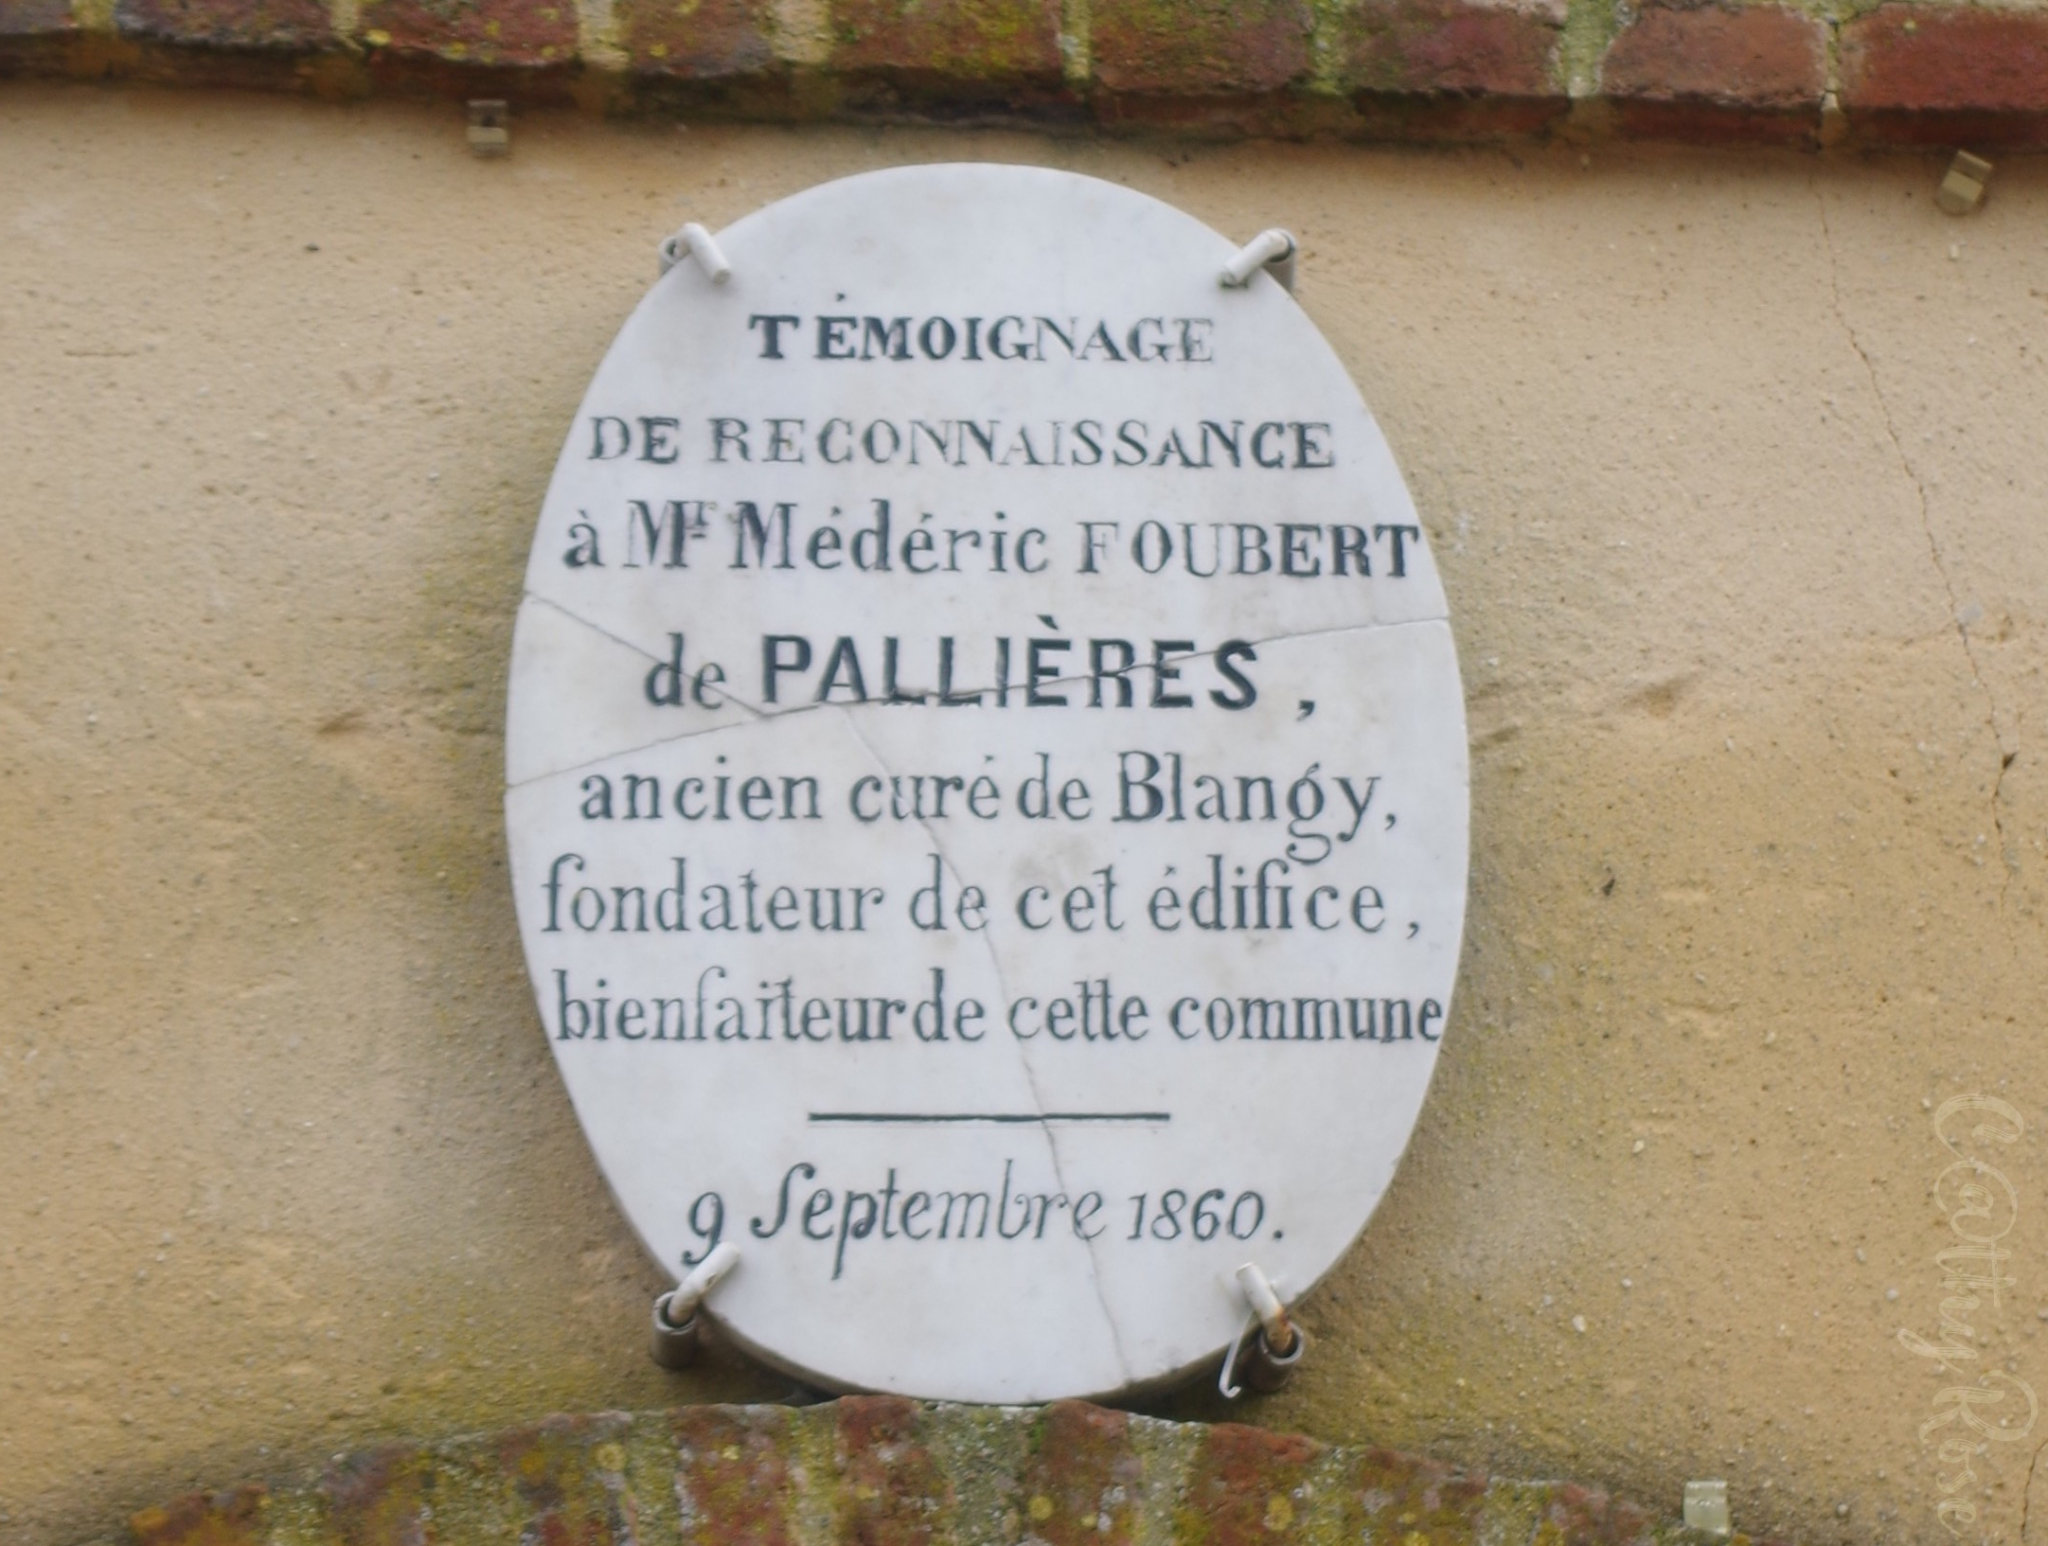 TÉMOIGNAGE
DE RECONNAISSANCE
à Mr Médéric FOUBERT
de PALLIÈRES,
ancien curé de Blangy,
fondateur de cet édifice,
bienfaiteur de cette commune
9 Septembre 1860.
C@thyRose